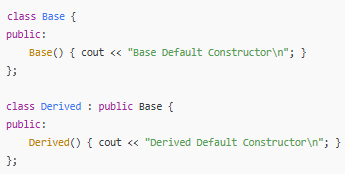 class Base {
public:
    Base() { cout << "Base Default Constructor\n"; }
};

class Derived : public Base {
public:
    Derived() { cout << "Derived Default Constructor\n"; }
};